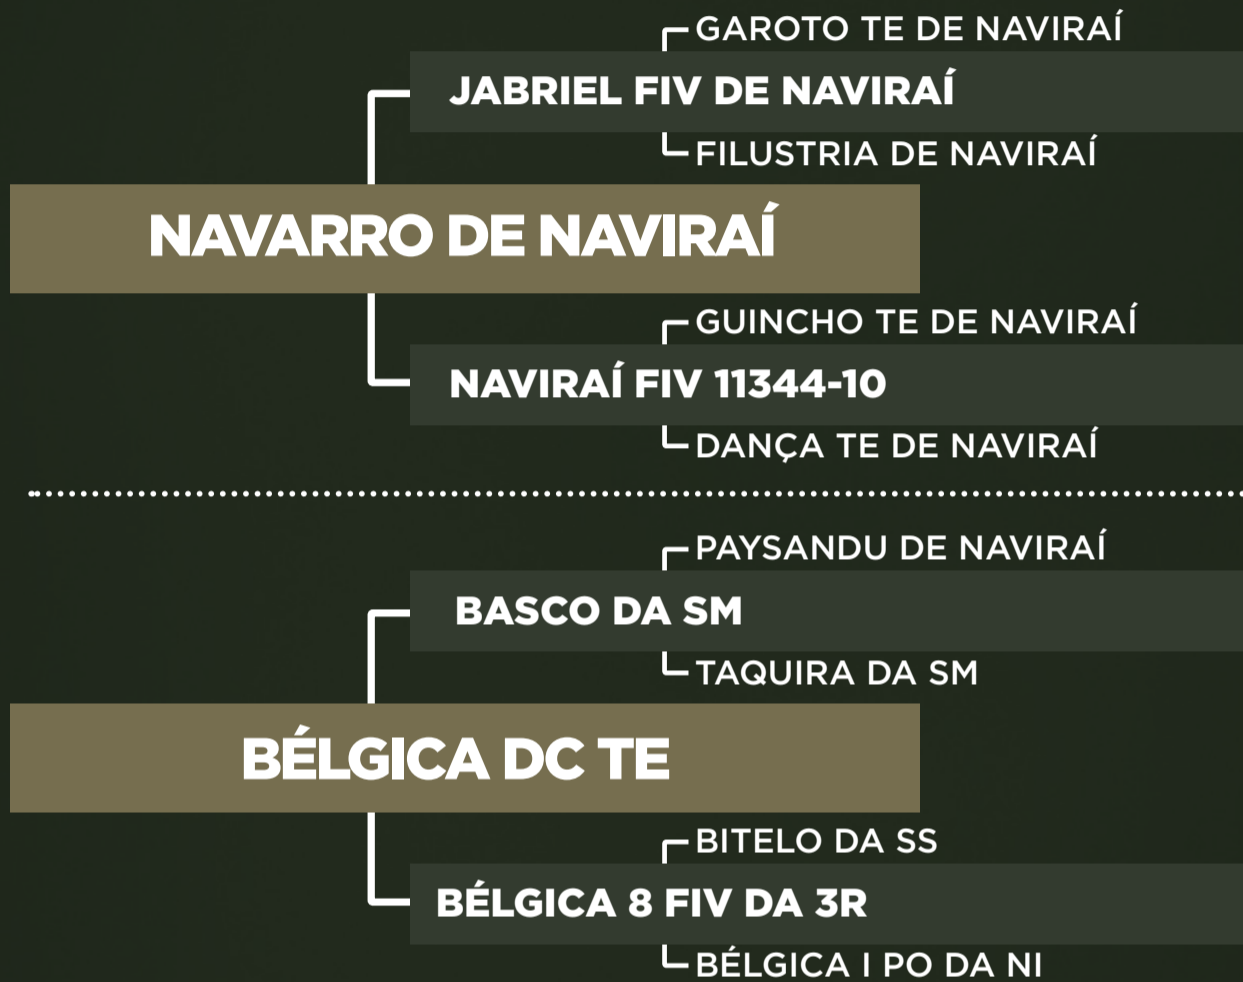 GAROTO TE DE NAVIRAÍ
JABRIEL FIV DE NAVIRAÍ
FILUSTRIA DE NAVIRAÍ
NAVARRO DE NAVIRAÍ
GUINCHO TE DE NAVIRAÍ
NAVIRAÍ FIV 11344-10
DANÇA TE DE NAVIRAÍ
PAYSANDU DE NAVIRAÍ
BASCO DA SM
TAQUIRA DA SM
BÉLGICA DC TE
BITELO DA SS
BÉLGICA 8 FIV DA 3R
BÉLGICA I PO DA NI